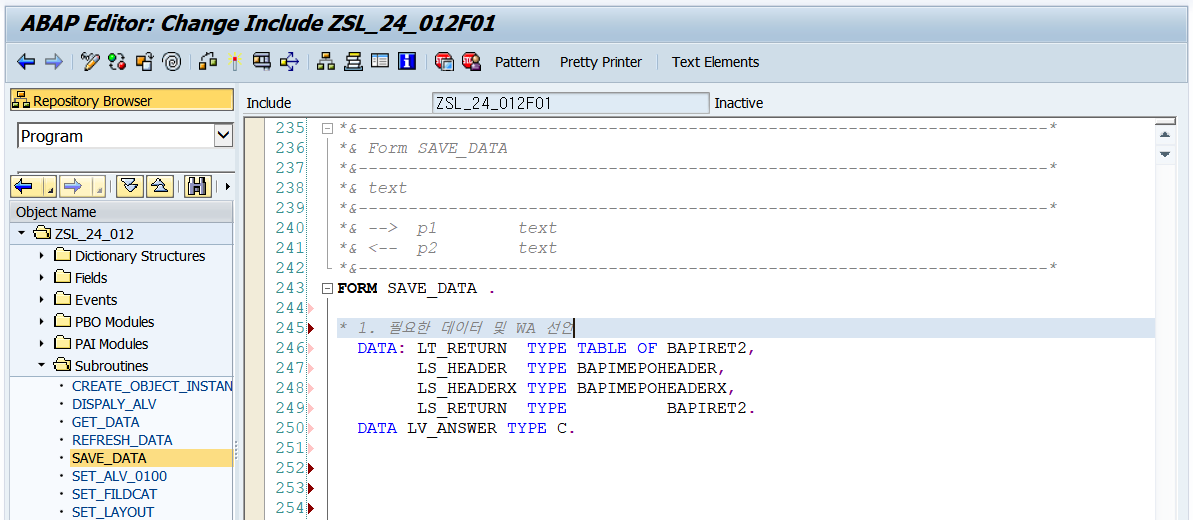 ABAP Editor: Change Include ZSL_24_012F01
Pattern Pretty Printer Text Elements
Repository Browser
Program
Object Name
ZSL_24_012
Dictionary Structures
Fields
Events
PBO Modules
PAI Modules
Subroutines
CREATE_OBJECT_INSTAN
DISPALY_ALV
GET_DATA
REFRESH_DATA
SAVE_DATA
SET_ALV_0100
SET_FILDCAT
SET_LAYOUT
Include ZSL_24_012F01 Inactive
235 *&---------------------------------------------------------------------*
236 *& Form SAVE_DATA
237 *&---------------------------------------------------------------------*
238 *& text
239 *&---------------------------------------------------------------------*
240 *& --> p1 text
241 *& <-- p2 text
242 *&---------------------------------------------------------------------*
243 FORM SAVE_DATA .
244
245 * 1. 필요한 데이터 및 WA 선언
246 DATA: LT_RETURN TYPE TABLE OF BAPIRET2,
247 LS_HEADER TYPE BAPIMEPOHEADER,
248 LS_HEADERX TYPE BAPIMEPOHEADERX,
249 LS_RETURN TYPE BAPIRET2.
250 DATA LV_ANSWER TYPE C.
251
252
253
254